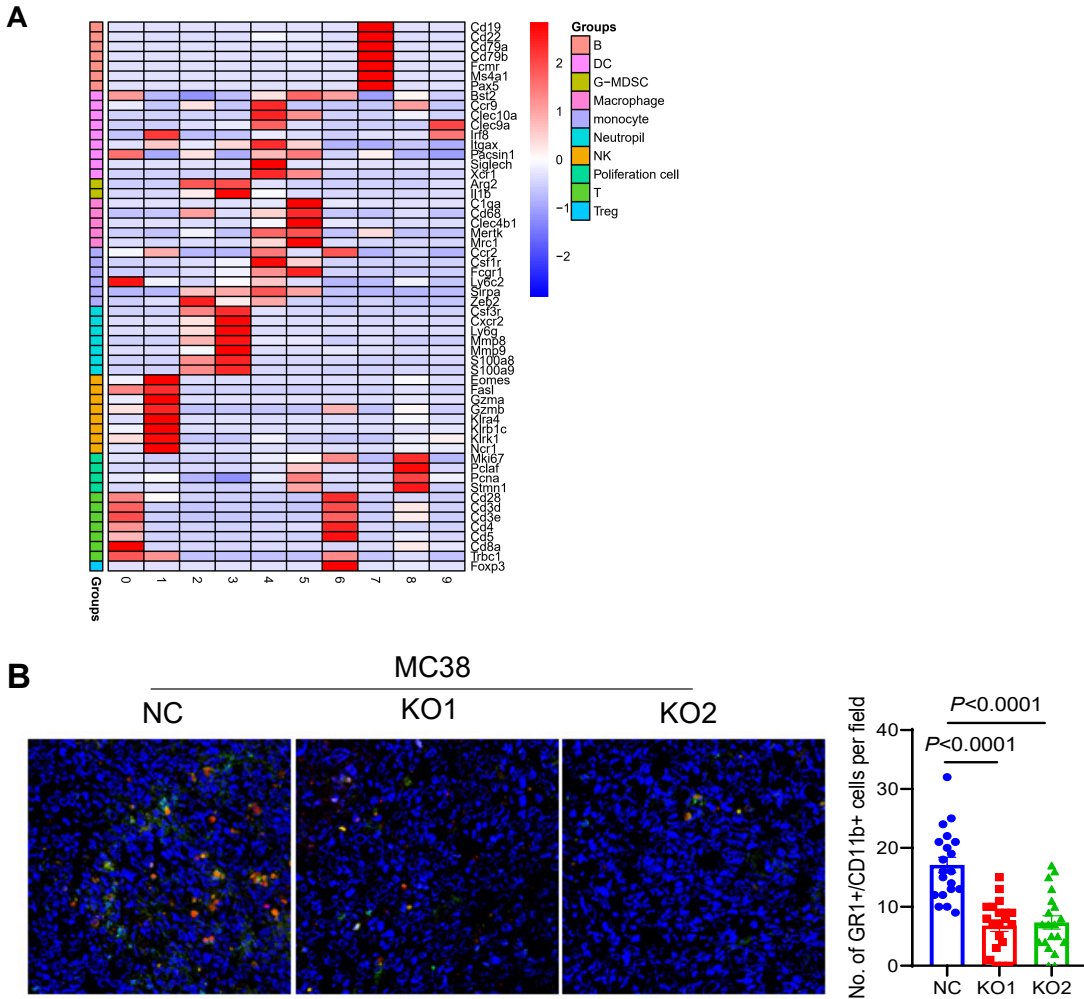 A
Cd19
Cd22
Cd79a
Cd79b
Fcmr
Ms4a1
Pax5
Bst2
Ccr9
Clec10a
Clec9a
Irf8
Itgax
Pacsin1
Siglech
Xcr1
Arg2
Il1b
C1qa
Cd68
Clec4b1
Mertk
Mrc1
Ccr2
Csf1r
Fcgr1
Ly6c2
Sirpa
Zeb2
Csf3r
Cxcr2
Ly6g
Mmp8
Mmp9
S100a8
S100a9
Eomes
Fasl
Gzma
Gzmb
Klra4
Klrb1c
Klrk1
Ncr1
Mki67
Pclaf
Pcna
Stmn1
Cd28
Cd3d
Cd3e
Cd4
Cd5
Cd8a
Trbc1
Foxp3
Groups
0 1 2 3 4 5 6 7 8 9
2
1
0
−1
−2
Groups
B
DC
G−MDSC
Macrophage
monocyte
Neutropil
NK
Poliferation cell
T
Treg
B
MC38
NC KO1 KO2
No. of GR1+/CD11b+ cells per field
P<0.0001
P<0.0001
40
30
20
10
0
NC KO1 KO2